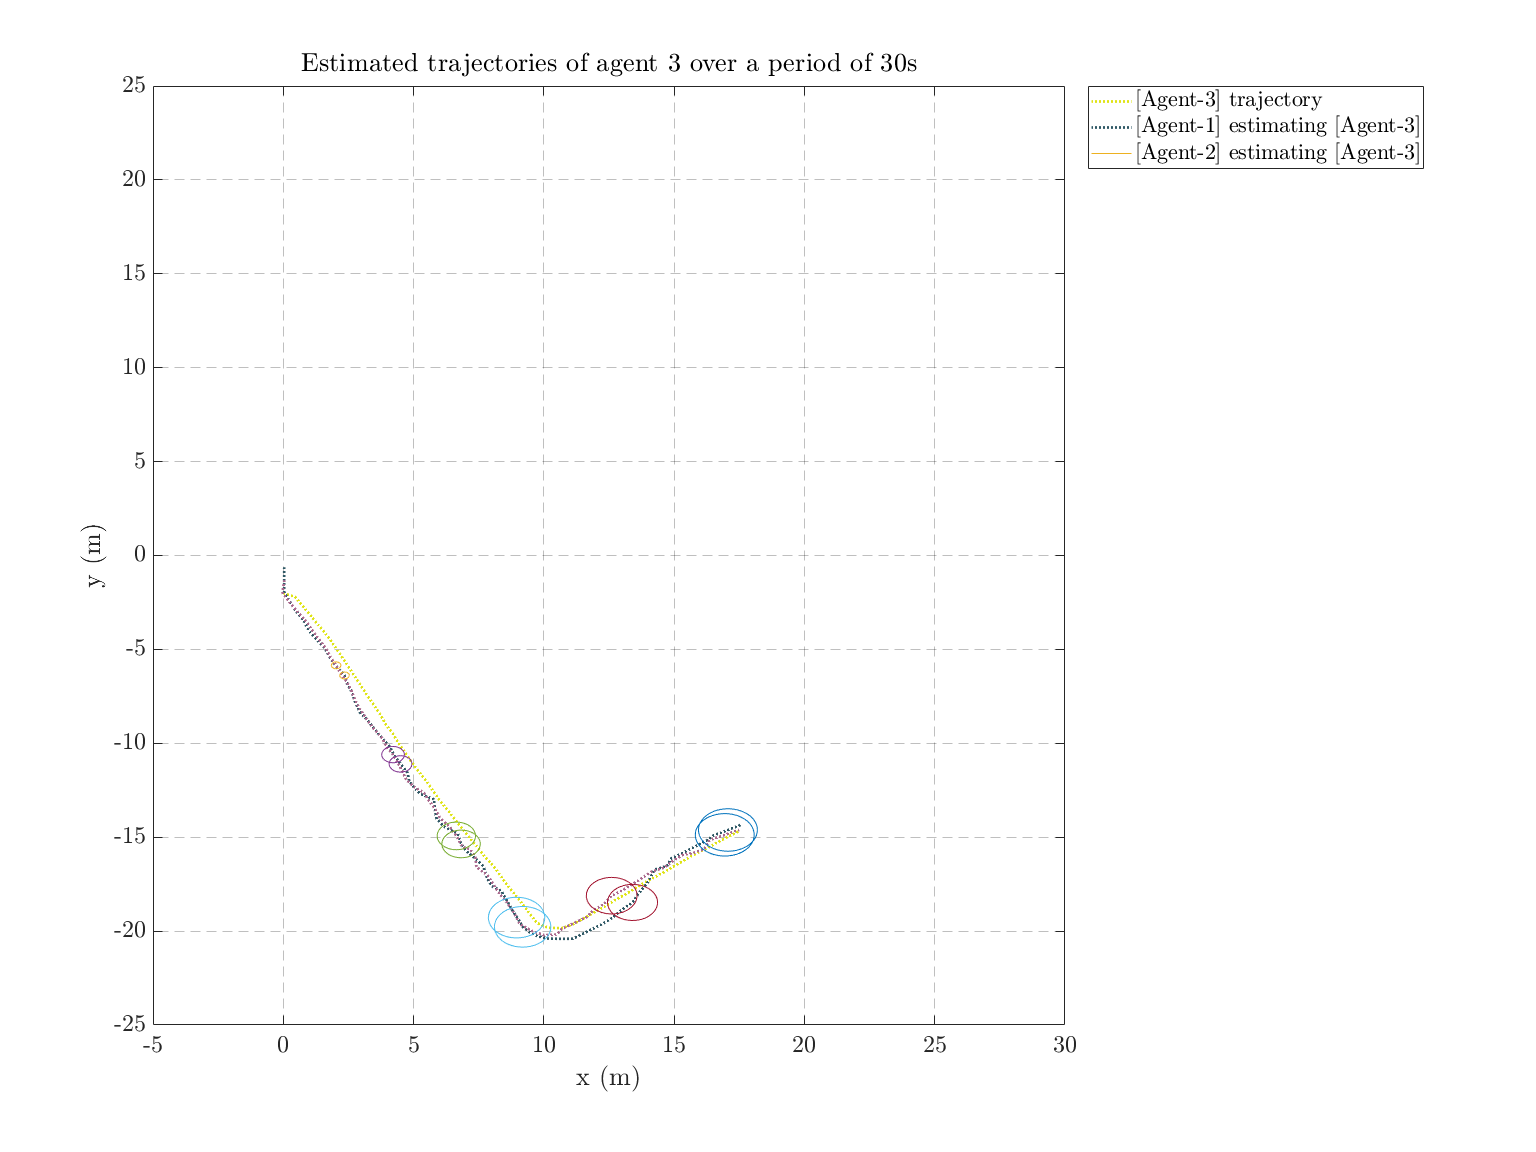 Estimated trajectories of agent 3 over a period of 30s
[Agent-3] trajectory
[Agent-1] estimating [Agent-3]
[Agent-2] estimating [Agent-3]
25
20
15
10
5
0
-5
-10
-15
-20
-25
y (m)
-5 0 5 10 15 20 25 30
x (m)